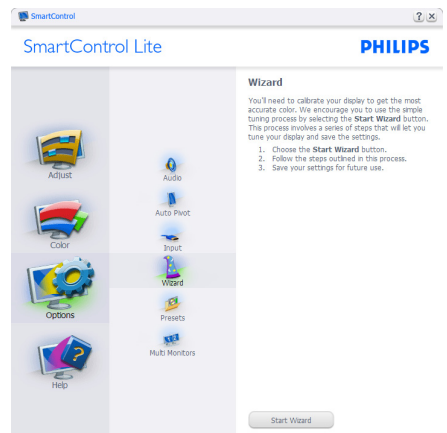 SmartControl
SmartControl Lite
PHILIPS
Adjust
Color
Options
Help
Audio
Auto Pivot
Input
Wizard
Presets
Multi Monitors
Wizard
You'll need to calibrate your display to get the most
accurate color. We encourage you to use the simple
tuning process by selecting the Start Wizard button.
This process involves a series of steps that will let you
tune your display and save the settings.
1. Choose the Start Wizard button.
2. Follow the steps outlined in this process.
3. Save your settings for future use.
Start Wizard